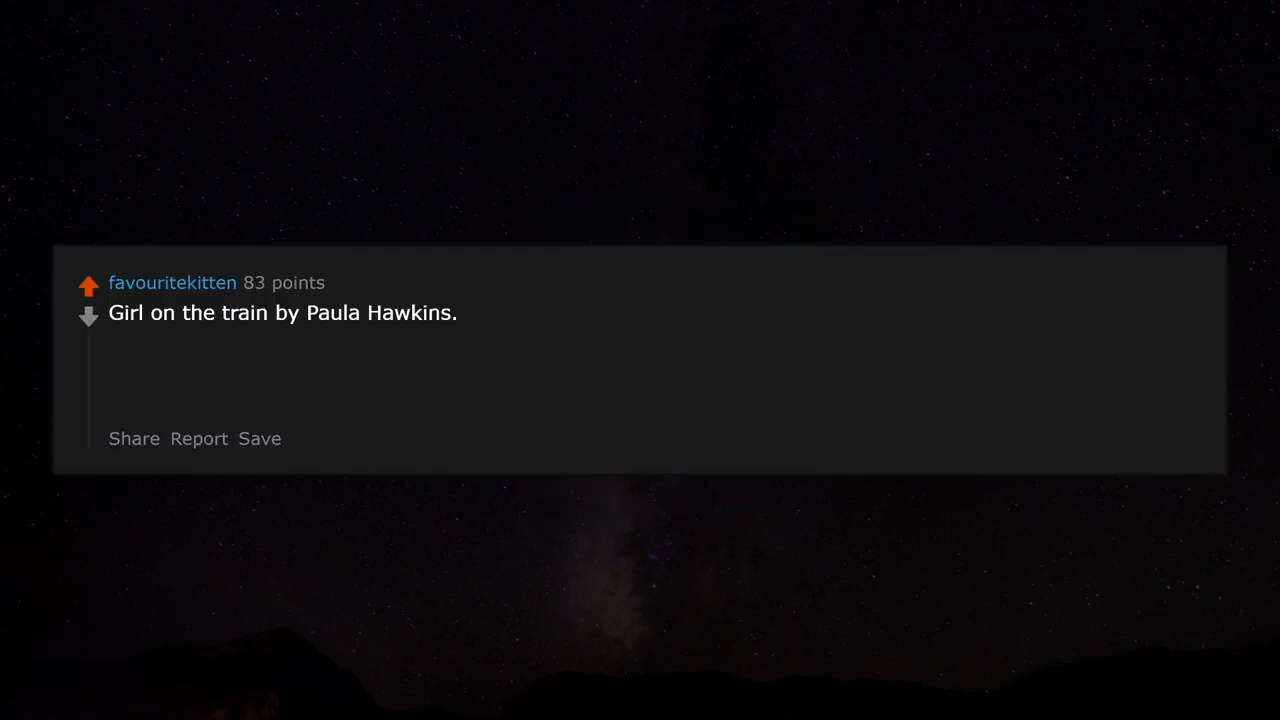 favouritekitten 83 points
Girl on the train by Paula Hawkins.
Share Report Save